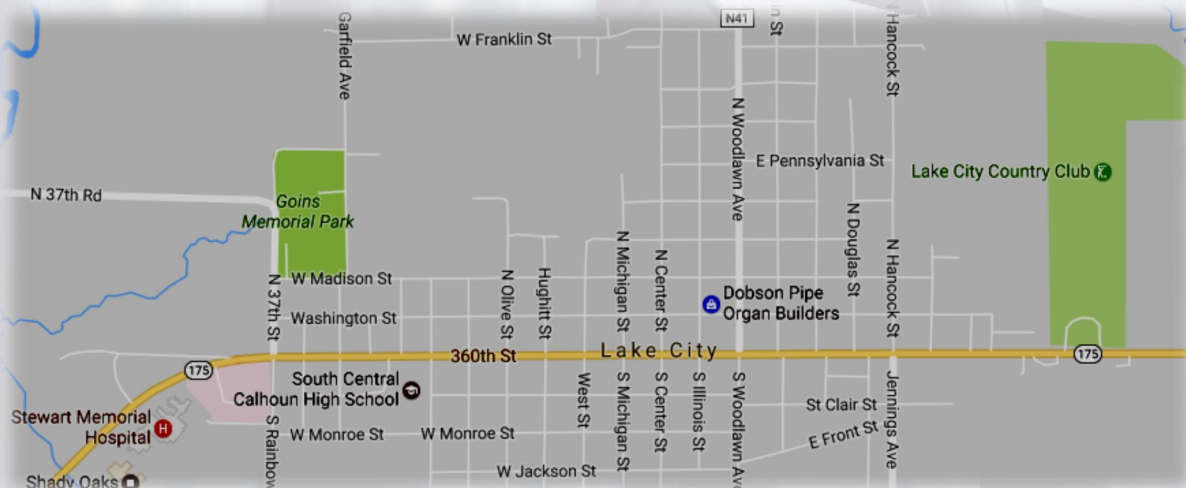 N41
n St
Hancock St
Garfield Ave
W Franklin St
N Woodlawn Ave
E Pennsylvania St
Lake City Country Club
N 37th Rd
Goins
Memorial Park
N Douglas St
N Michigan St
N Center St
N Hancock St
N 37th St
W Madison St
N Olive St
Hughitt St
Dobson Pipe
Organ Builders
Washington St
360th St
Lake City
175
175
South Central
Calhoun High School
West St
S Michigan St
S Center St
S Illinois St
S Woodlawn Av
Jennings Ave
St Clair St
Stewart Memorial
Hospital
S Rainbow
W Monroe St
W Monroe St
E Front St
W Jackson St
Shady Oaks